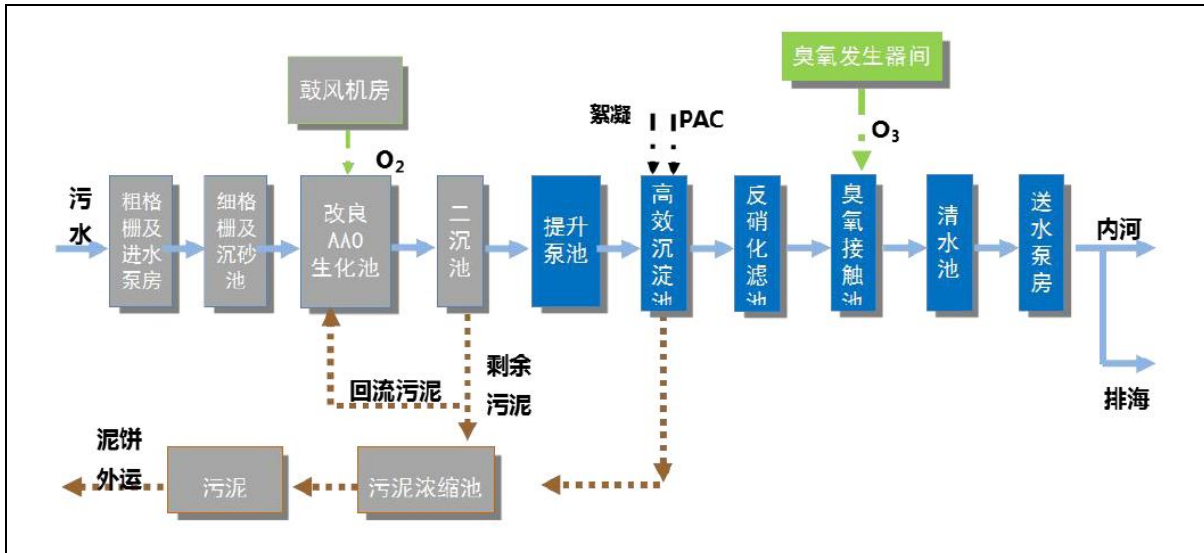 臭氧发生器间
鼓风机房
絮凝
PAC
O₂
O₃
污
水
粗格
栅及
进水
泵房
细格
栅及
沉砂
池
改良
AAO
生化池
二
沉
池
提升
泵池
高
效
沉
淀
池
反
硝
化
滤
池
臭
氧
接
触
池
清
水
池
送
水
泵
房
内河
排海
回流污泥
剩余
污泥
泥饼
外运
污泥
污泥浓缩池